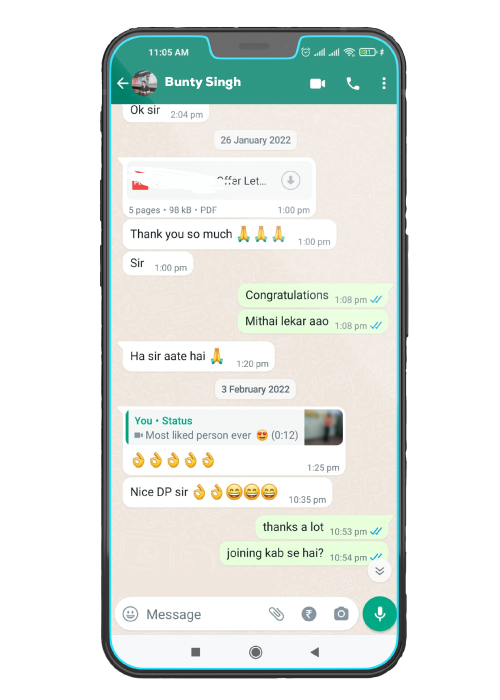 11:05 AM
31
Bunty Singh
Ok sir 2:04 pm
26 January 2022
Offer Let...
5 pages • 98 kB • PDF 1:00 pm
Thank you so much 🙏 🙏 🙏 1:00 pm
Sir 1:00 pm
Congratulations 1:08 pm
Mithai lekar aao 1:08 pm
Ha sir aate hai 🙏 1:20 pm
3 February 2022
You • Status
Most liked person ever 😍 (0:12)
👌👌👌👌👌 1:25 pm
Nice DP sir 👌👌😄😄😄 10:35 pm
thanks a lot 10:53 pm
joining kab se hai? 10:54 pm
Message ₹